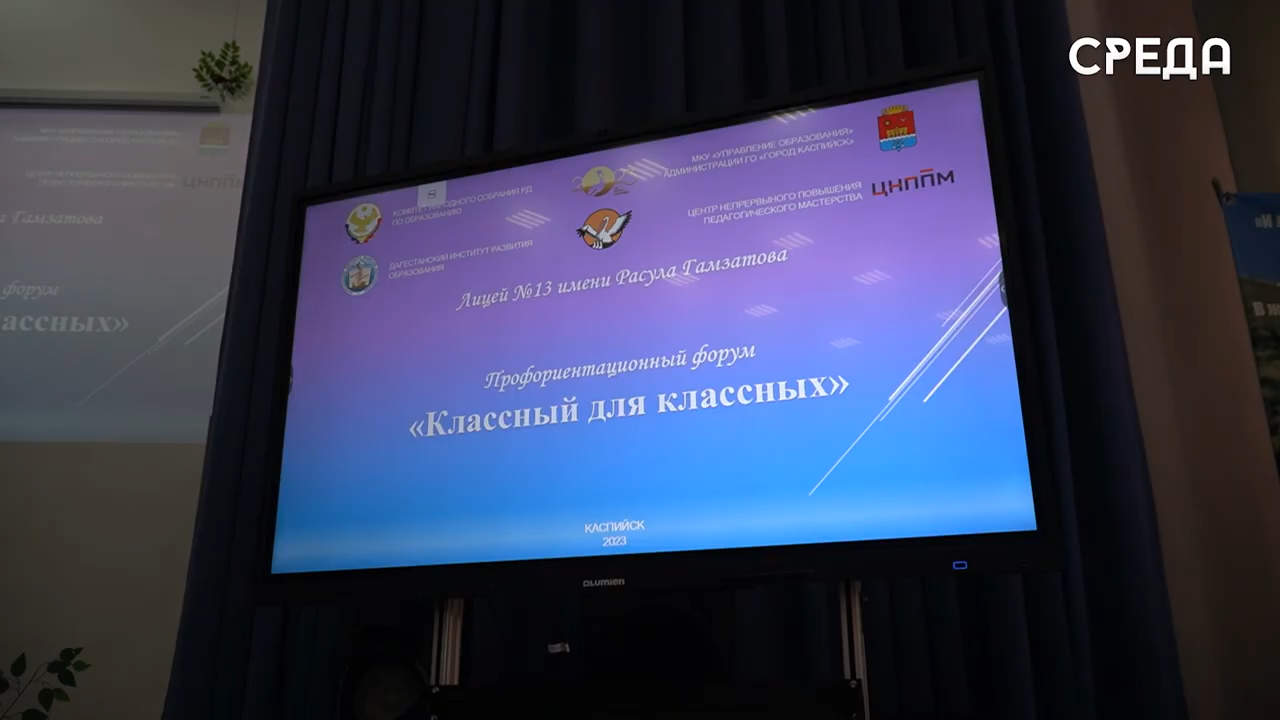 СРЕДА
КОМИТЕТ НАРОДНОГО СОБРАНИЯ РД
ПО ОБРАЗОВАНИЮ
МКУ «УПРАВЛЕНИЕ ОБРАЗОВАНИЯ»
АДМИНИСТРАЦИИ ГО «ГОРОД КАСПИЙСК»
ДАГЕСТАНСКИЙ ИНСТИТУТ РАЗВИТИЯ
ОБРАЗОВАНИЯ
ЦЕНТР НЕПРЕРЫВНОГО ПОВЫШЕНИЯ
ПЕДАГОГИЧЕСКОГО МАСТЕРСТВА
ЦНППМ
Лицей №13 имени Расула Гамзатова
Профориентационный форум
«Классный для классных»
КАСПИЙСК
2023
Lumien
ЦНППМ
а Гамзатова
форум
лассных»